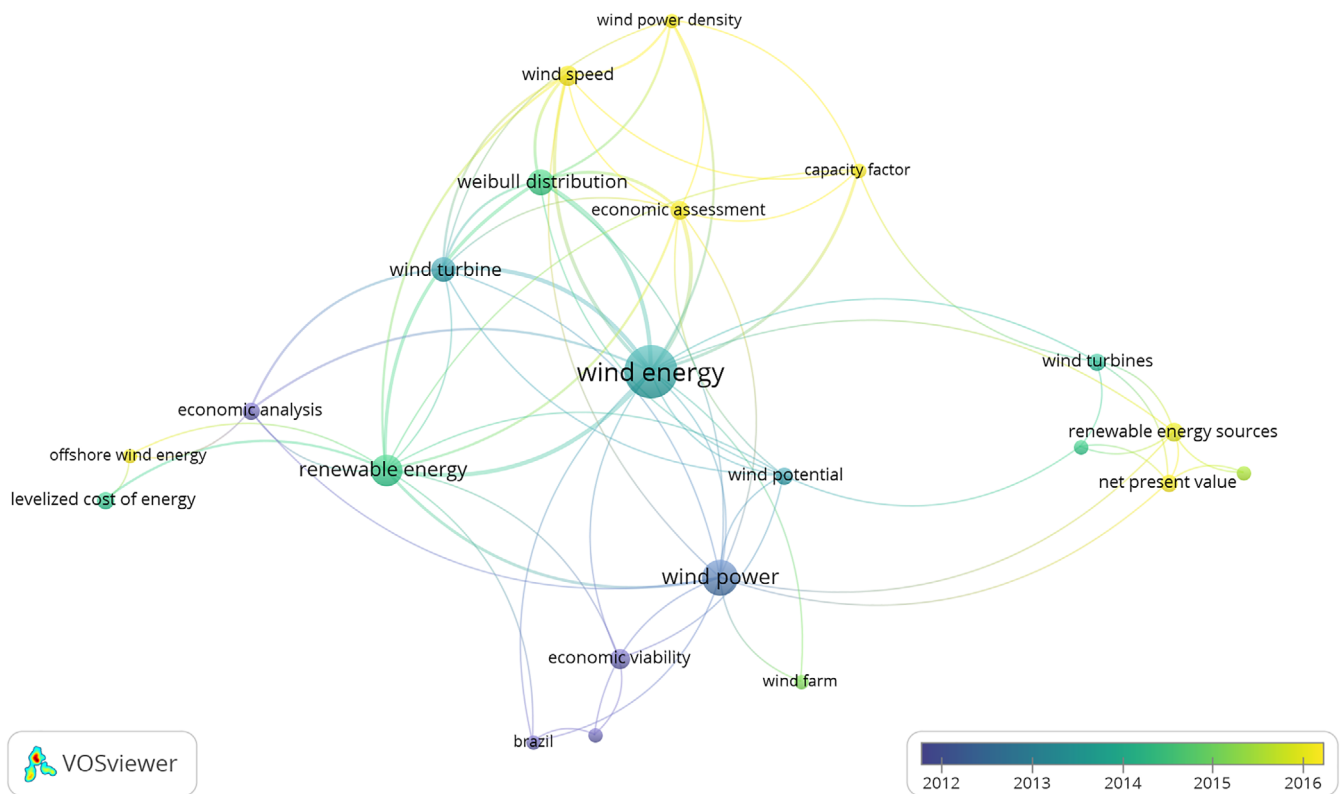 wind power density
wind speed
capacity factor
weibull distribution
economic assessment
wind turbine
wind turbines
wind energy
economic analysis
renewable energy sources
offshore wind energy
renewable energy
wind potential
net present value
levelized cost of energy
wind power
economic viability
wind farm
brazil
VOSviewer
2012 2013 2014 2015 2016